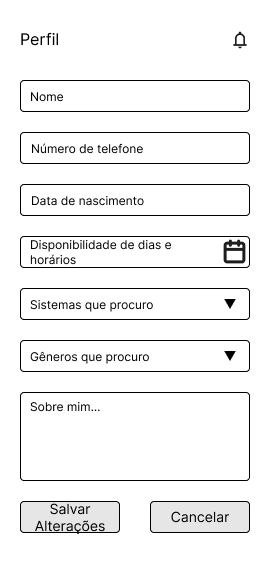 Perfil
Nome
Número de telefone
Data de nascimento
Disponibilidade de dias e
horários
Sistemas que procuro
Gêneros que procuro
Sobre mim...
Salvar
Alterações
Cancelar